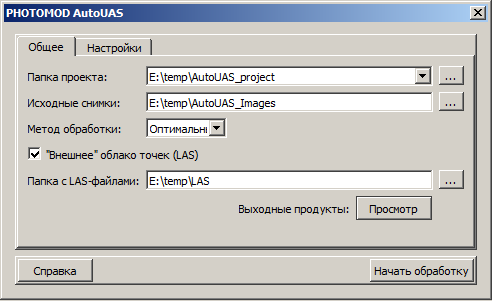 PHOTOMOD AutoUAS
Общее Настройки
Папка проекта: E:\temp\AutoUAS_project ...
Исходные снимки: E:\temp\AutoUAS_Images ...
Метод обработки: Оптимальн
"Внешнее" облако точек (LAS)
Папка с LAS-файлами: E:\temp\LAS ...
Выходные продукты: Просмотр
Справка Начать обработку